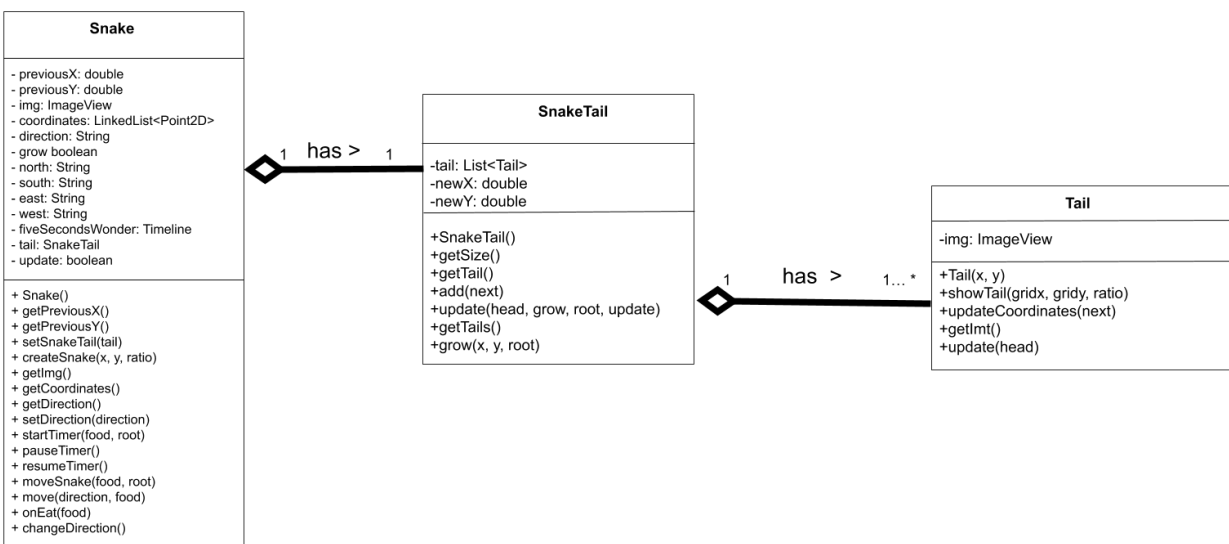 Snake
- previousX: double
- previousY: double
- img: ImageView
- coordinates: LinkedList<Point2D>
- direction: String
- grow boolean
- north: String
- south: String
- east: String
- west: String
- fiveSecondsWonder: Timeline
- tail: SnakeTail
- update: boolean
+ Snake()
+ getPreviousX()
+ getPreviousY()
+ setSnakeTail(tail)
+ createSnake(x, y, ratio)
+ getImg()
+ getCoordinates()
+ getDirection()
+ setDirection(direction)
+ startTimer(food, root)
+ pauseTimer()
+ resumeTimer()
+ moveSnake(food, root)
+ move(direction, food)
+ onEat(food)
+ changeDirection()
1 has > 1
SnakeTail
-tail: List<Tail>
-newX: double
-newY: double
+SnakeTail()
+getSize()
+getTail()
+add(next)
+update(head, grow, root, update)
+getTails()
+grow(x, y, root)
1 has > 1... *
Tail
-img: ImageView
+Tail(x, y)
+showTail(gridx, gridy, ratio)
+updateCoordinates(next)
+getImt()
+update(head)